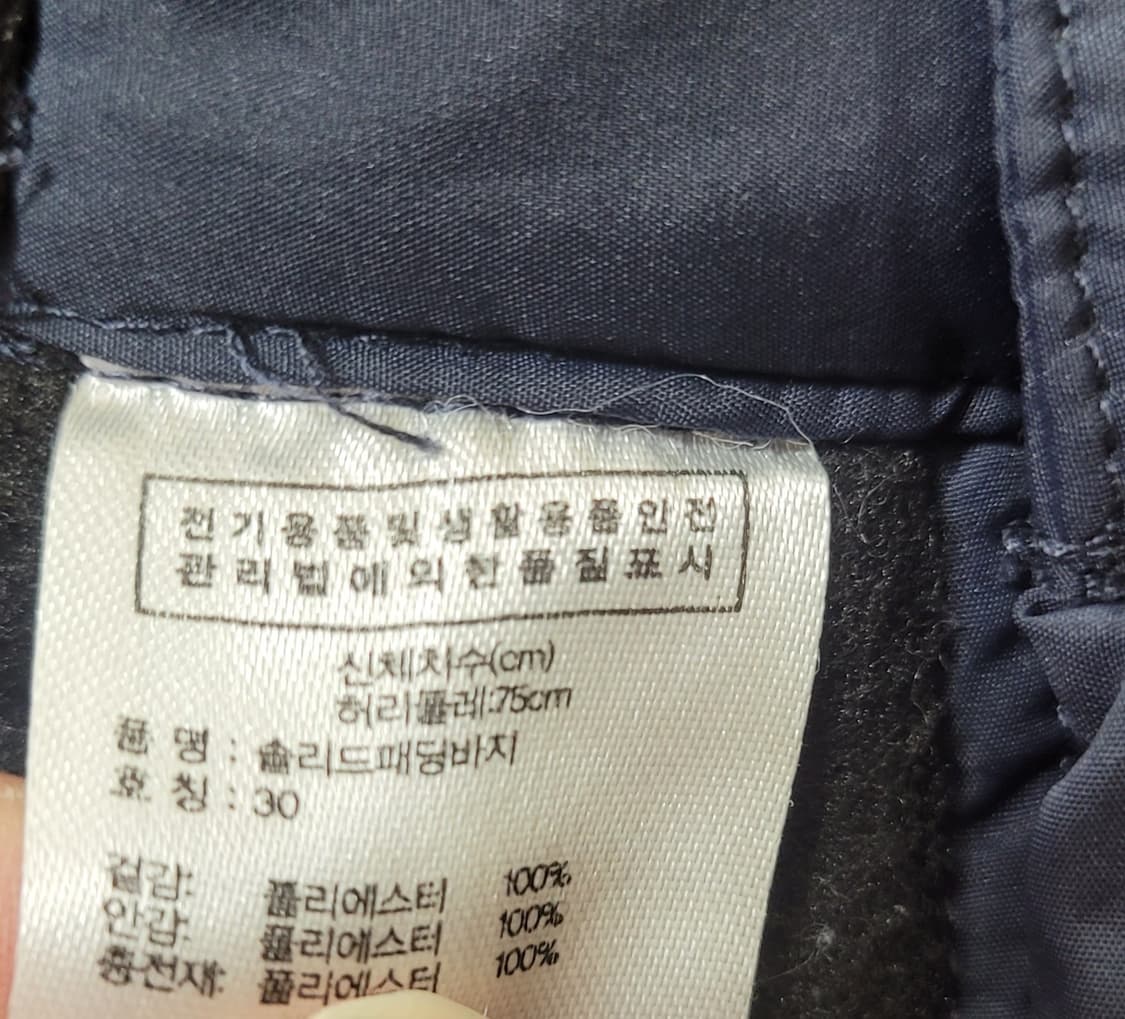 전기용품및생활용품안전
관리법에의한품질표시
신체치수(cm)
허리둘레:75cm
품 명 : 솔리드패딩바지
호 칭 : 30
겉감: 폴리에스터 100%
안감: 폴리에스터 100%
충전재: 폴리에스터 100%